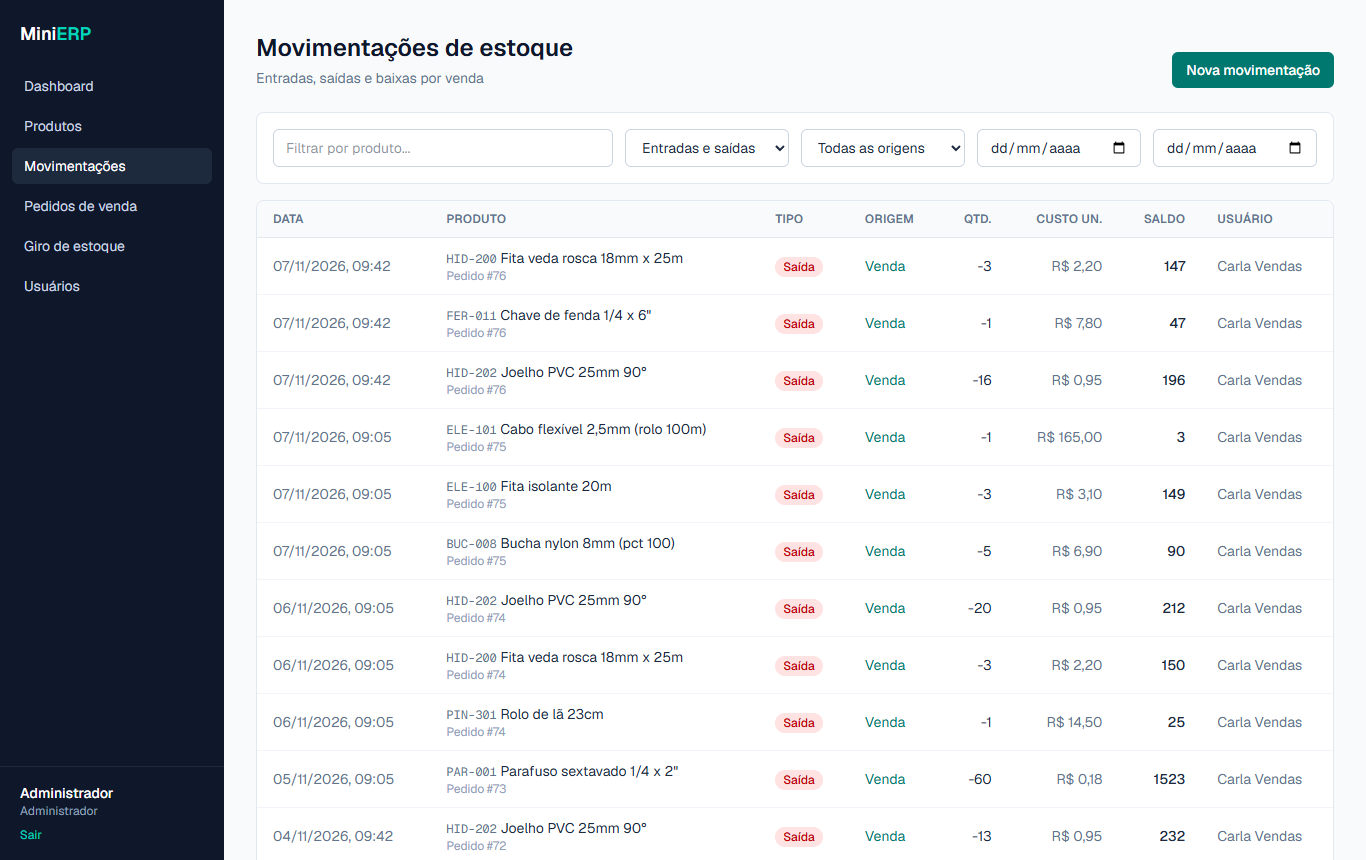 MiniERP
Dashboard
Produtos
Movimentações
Pedidos de venda
Giro de estoque
Usuários
Administrador
Administrador
Sair
Movimentações de estoque
Entradas, saídas e baixas por venda
Nova movimentação
Filtrar por produto... Entradas e saídas Todas as origens dd/mm/aaaa dd/mm/aaaa
DATA PRODUTO TIPO ORIGEM QTD. CUSTO UN. SALDO USUÁRIO
07/11/2026, 09:42 HID-200 Fita veda rosca 18mm x 25m Saída Venda -3 R$ 2,20 147 Carla Vendas
Pedido #76
07/11/2026, 09:42 FER-011 Chave de fenda 1/4 x 6" Saída Venda -1 R$ 7,80 47 Carla Vendas
Pedido #76
07/11/2026, 09:42 HID-202 Joelho PVC 25mm 90° Saída Venda -16 R$ 0,95 196 Carla Vendas
Pedido #76
07/11/2026, 09:05 ELE-101 Cabo flexível 2,5mm (rolo 100m) Saída Venda -1 R$ 165,00 3 Carla Vendas
Pedido #75
07/11/2026, 09:05 ELE-100 Fita isolante 20m Saída Venda -3 R$ 3,10 149 Carla Vendas
Pedido #75
07/11/2026, 09:05 BUC-008 Bucha nylon 8mm (pct 100) Saída Venda -5 R$ 6,90 90 Carla Vendas
Pedido #75
06/11/2026, 09:05 HID-202 Joelho PVC 25mm 90° Saída Venda -20 R$ 0,95 212 Carla Vendas
Pedido #74
06/11/2026, 09:05 HID-200 Fita veda rosca 18mm x 25m Saída Venda -3 R$ 2,20 150 Carla Vendas
Pedido #74
06/11/2026, 09:05 PIN-301 Rolo de lã 23cm Saída Venda -1 R$ 14,50 25 Carla Vendas
Pedido #74
05/11/2026, 09:05 PAR-001 Parafuso sextavado 1/4 x 2" Saída Venda -60 R$ 0,18 1523 Carla Vendas
Pedido #73
04/11/2026, 09:42 HID-202 Joelho PVC 25mm 90° Saída Venda -13 R$ 0,95 232 Carla Vendas
Pedido #72